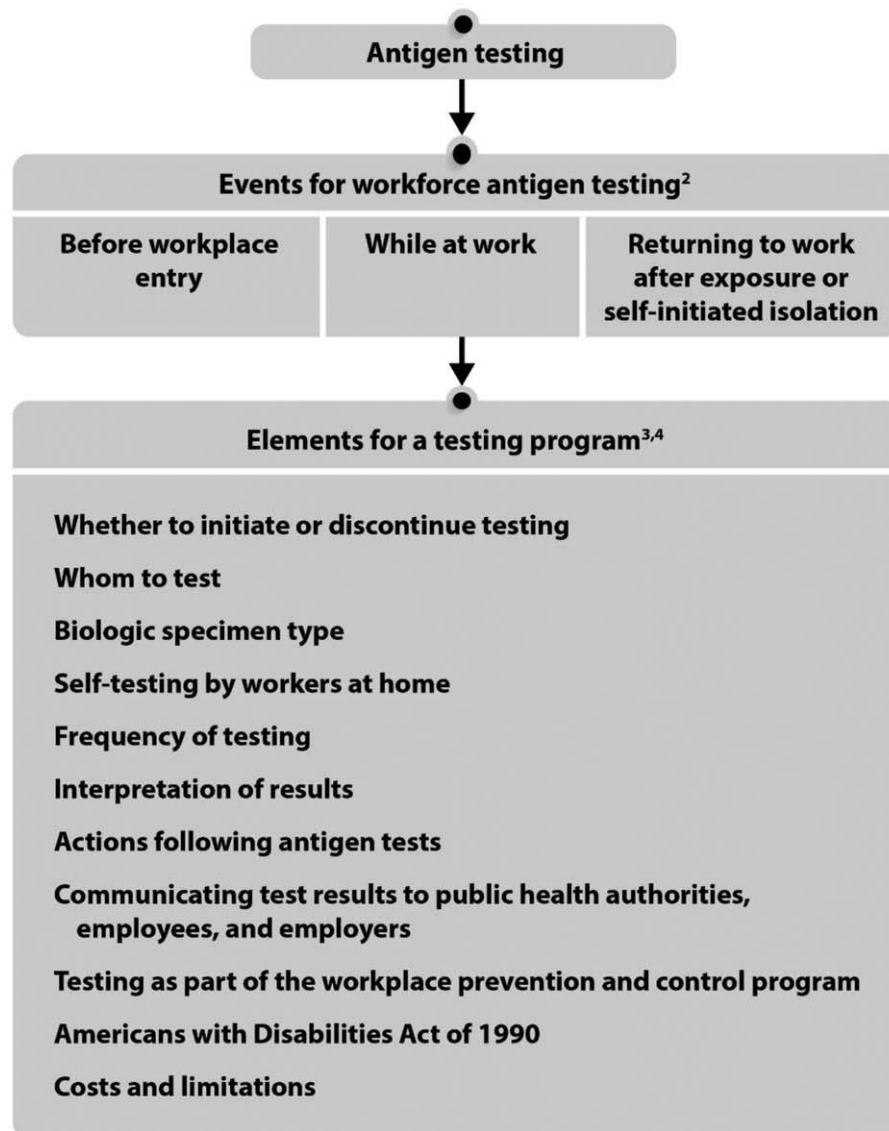 Antigen testing
Events for workforce antigen testing²
Before workplace
entry
While at work
Returning to work
after exposure or
self-initiated isolation
Elements for a testing program³,⁴
Whether to initiate or discontinue testing
Whom to test
Biologic specimen type
Self-testing by workers at home
Frequency of testing
Interpretation of results
Actions following antigen tests
Communicating test results to public health authorities,
employees, and employers
Testing as part of the workplace prevention and control program
Americans with Disabilities Act of 1990
Costs and limitations